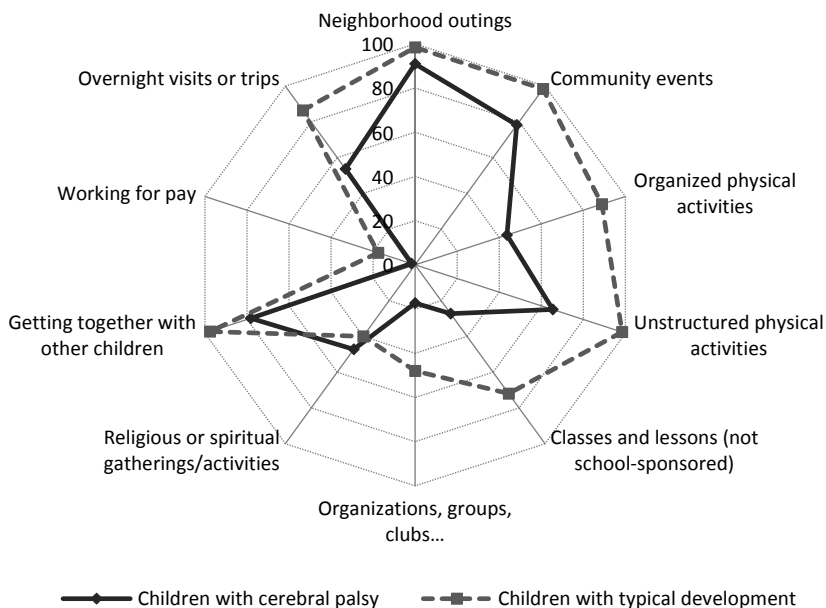 Neighborhood outings
100
Overnight visits or trips
Community events
80
60
Working for pay
40
Organized physical
activities
20
0
Getting together with
other children
Unstructured physical
activities
Religious or spiritual
gatherings/activities
Classes and lessons (not
school-sponsored)
Organizations, groups,
clubs...
Children with cerebral palsy
Children with typical development